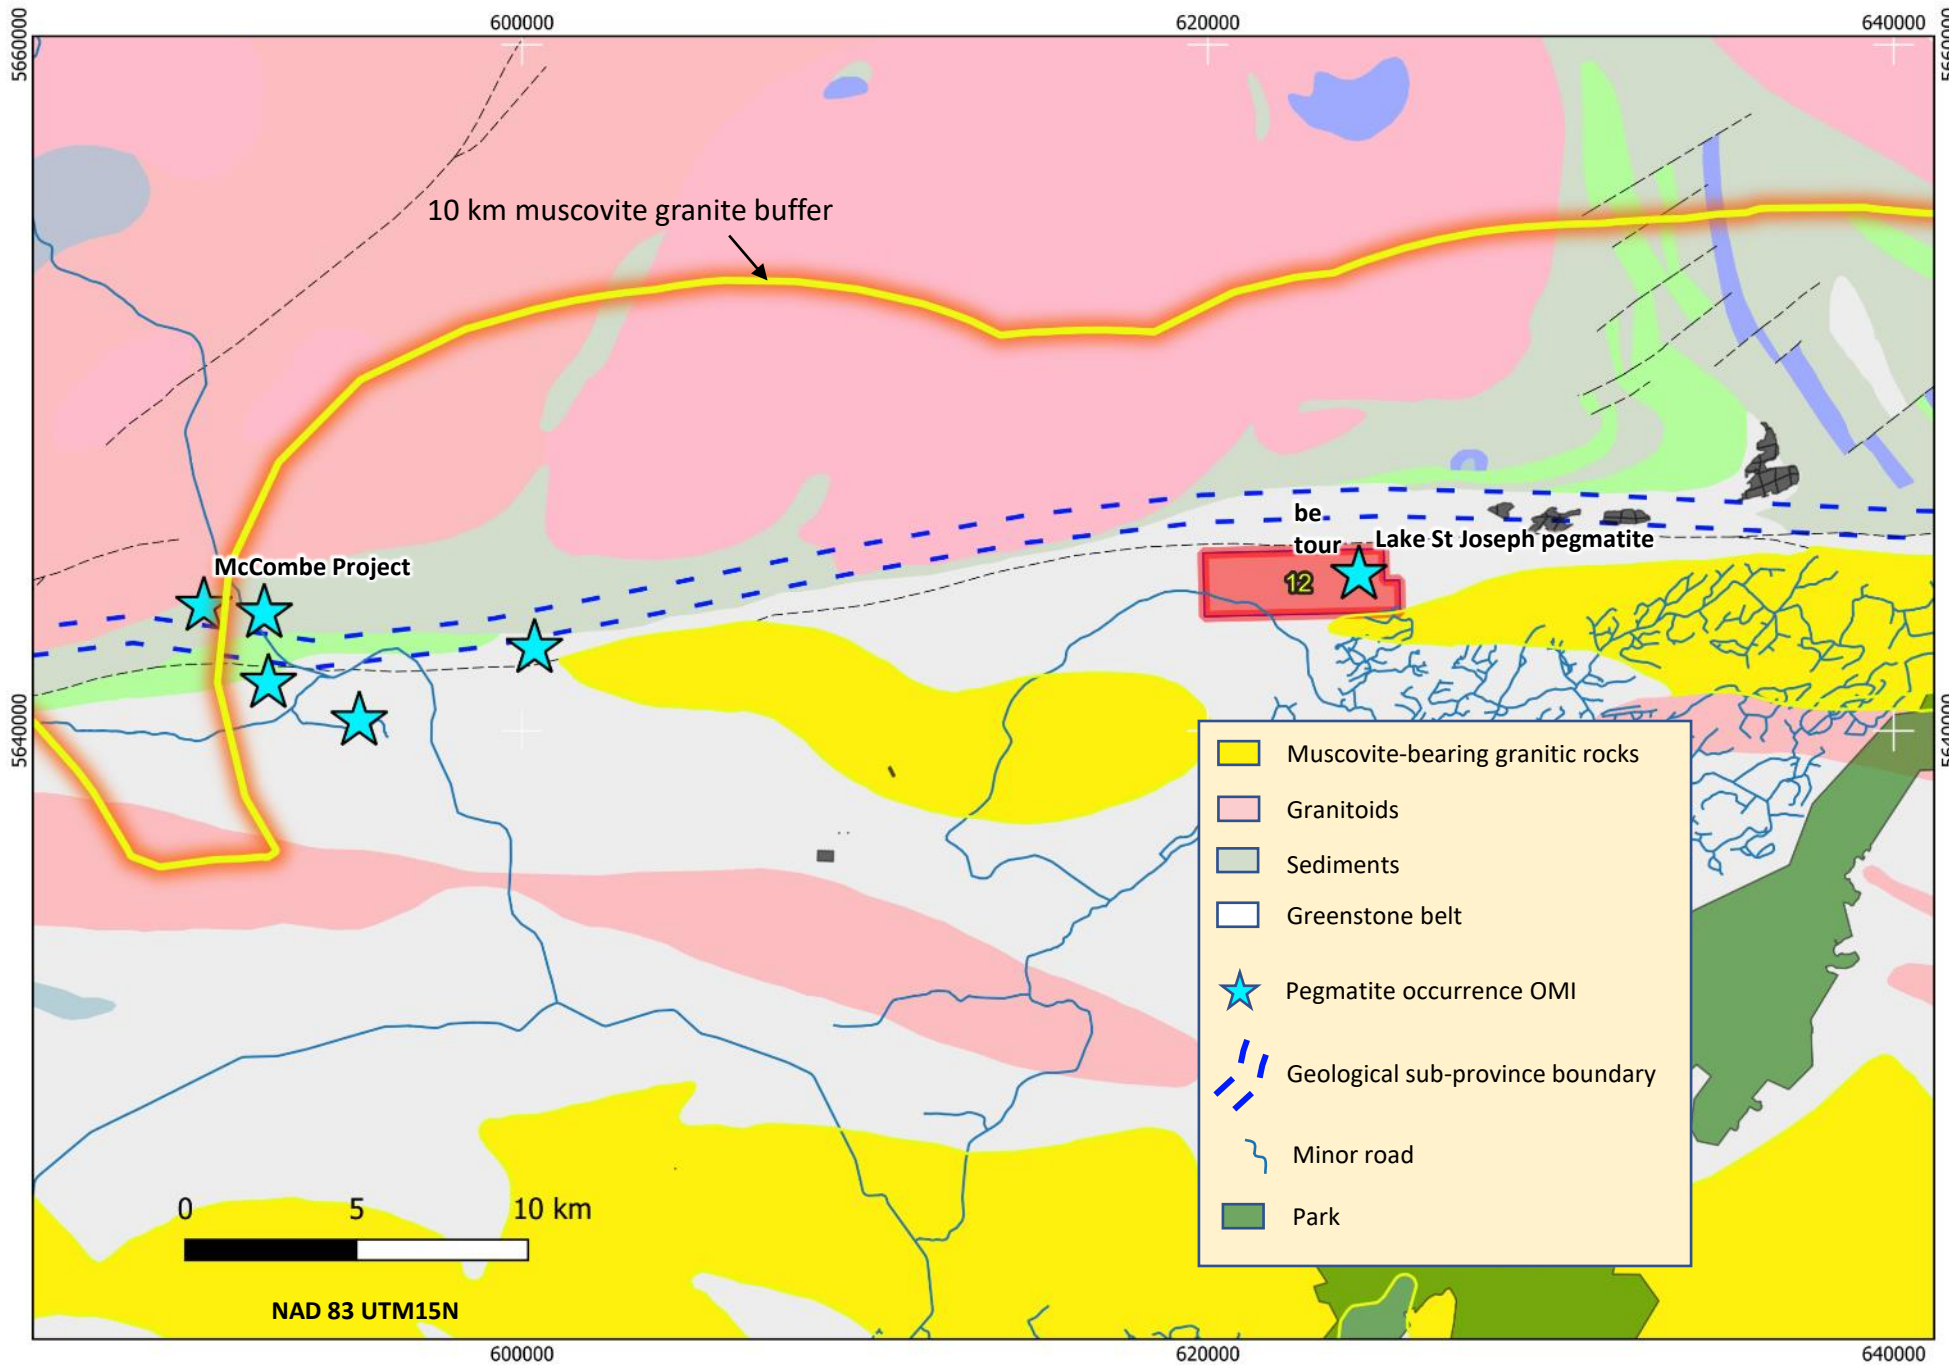 600000
620000
640000
5660000
5660000
10 km muscovite granite buffer
be
tour
Lake St Joseph pegmatite
McCombe Project
12
5640000
5640000
Muscovite-bearing granitic rocks
Granitoids
Sediments
Greenstone belt
Pegmatite occurrence OMI
Geological sub-province boundary
Minor road
Park
0
5
10 km
NAD 83 UTM15N
600000
620000
640000